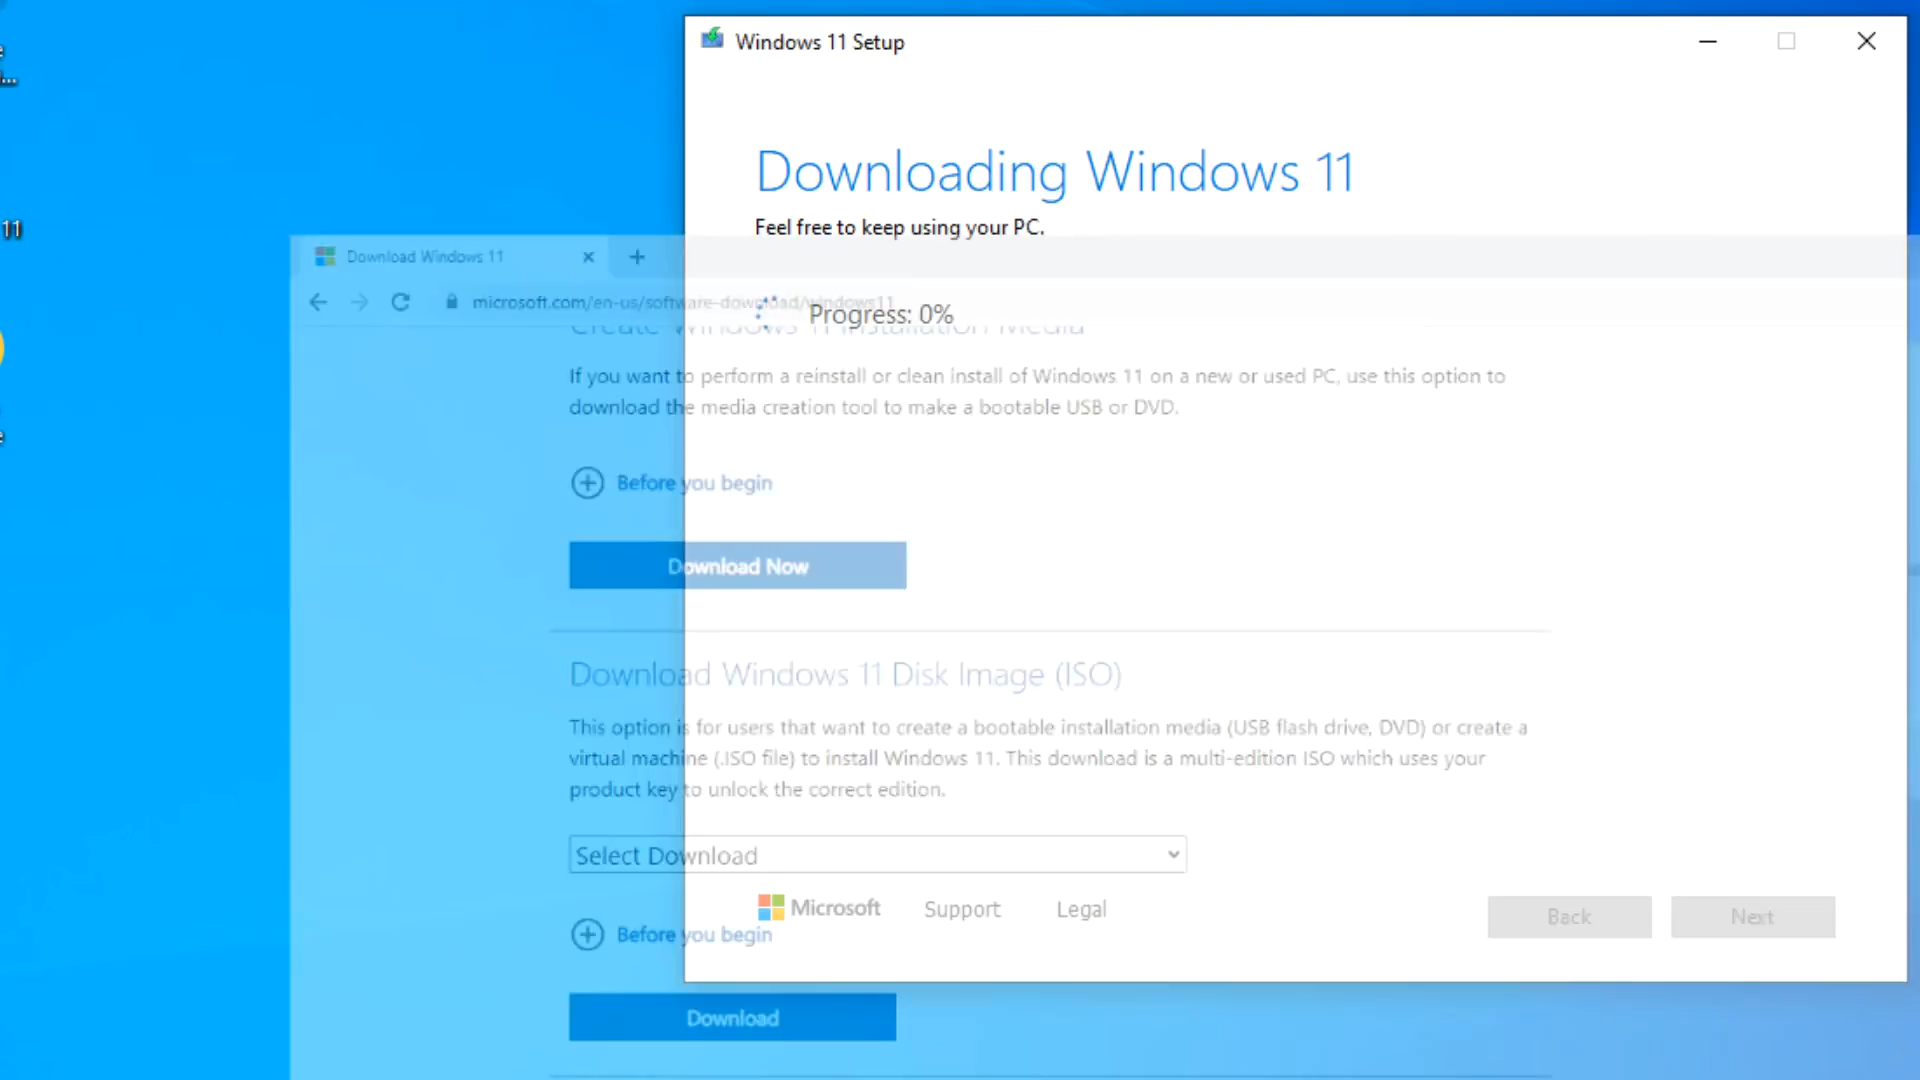 Windows 11 Setup
Downloading Windows 11
Feel free to keep using your PC.
11
Download Windows 11
microsoft.com/en-us/software-download/windows11
Progress: 0%
Create Windows 11 Installation Media
If you want to perform a reinstall or clean install of Windows 11 on a new or used PC, use this option to
download the media creation tool to make a bootable USB or DVD.
Before you begin
Download Now
Download Windows 11 Disk Image (ISO)
This option is for users that want to create a bootable installation media (USB flash drive, DVD) or create a
virtual machine (.ISO file) to install Windows 11. This download is a multi-edition ISO which uses your
product key to unlock the correct edition.
Select Download
Microsoft
Support
Legal
Back
Next
Before you begin
Download